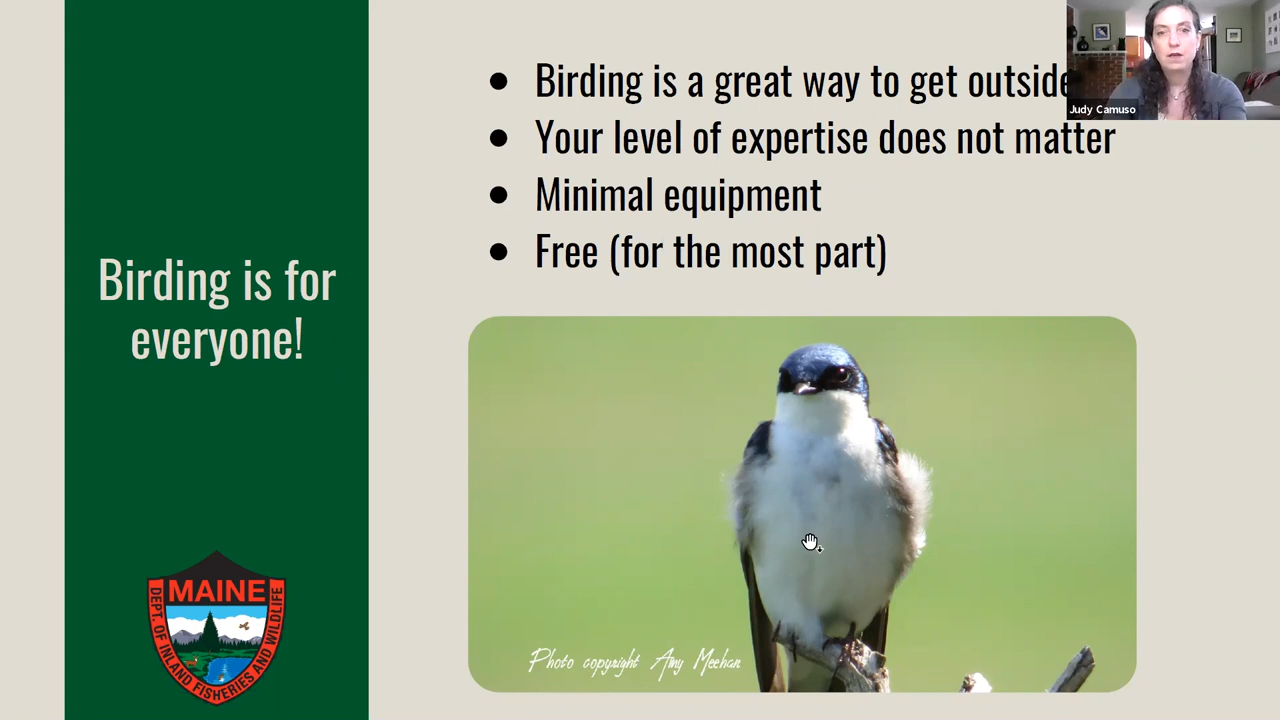 Birding is for
everyone!
Birding is a great way to get outside
Your level of expertise does not matter
Minimal equipment
Free (for the most part)
Judy Camuso
Photo copyright Amy Meehan
MAINE
DEPT. OF INLAND FISHERIES AND WILDLIFE